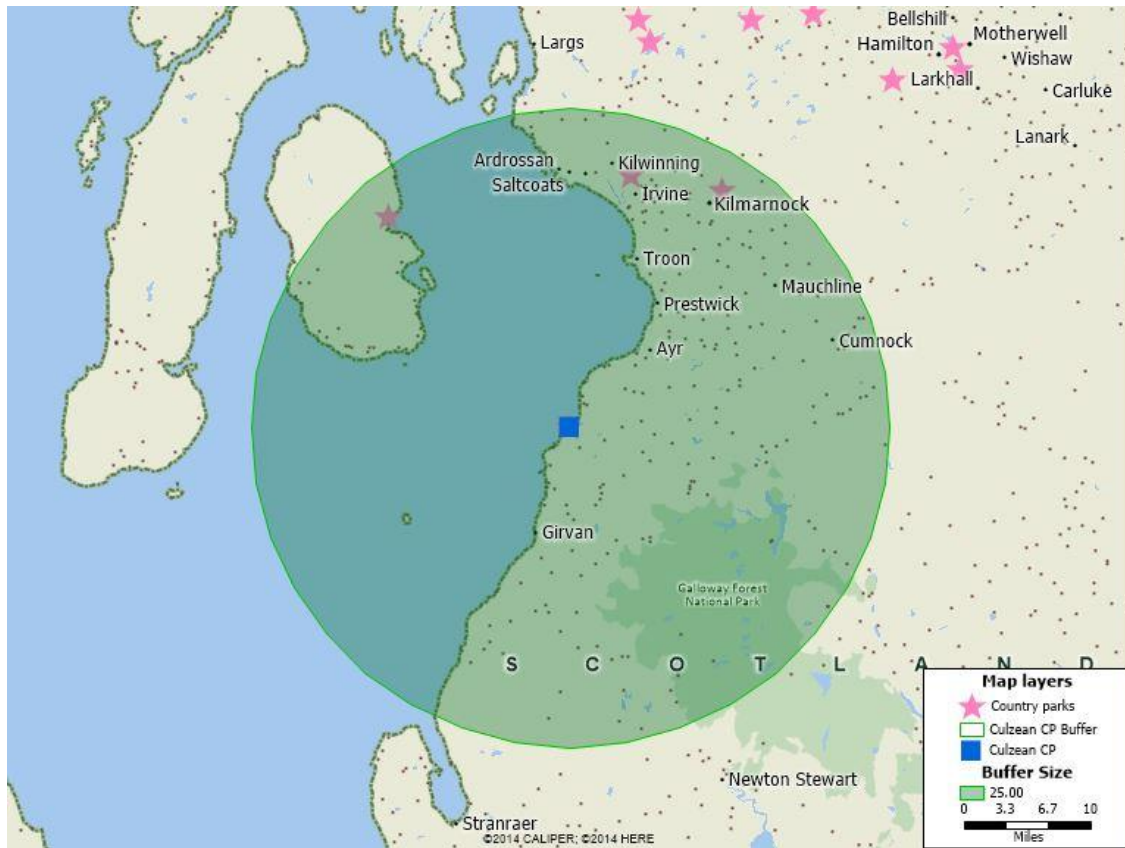 Largs
Bellshill
Motherwell
Hamilton
Wishaw
Larkhall
Carluke
Lanark
Ardrossan
Kilwinning
Saltcoats
Irvine
Kilmarnock
Troon
Mauchline
Prestwick
Cumnock
Ayr
Girvan
Galloway Forest
National Park
S C O T L A N D
Newton Stewart
Stranraer
©2014 CALIPER; ©2014 HERE
Map layers
Country parks
Culzean CP Buffer
Culzean CP
Buffer Size
25.00
0 3.3 6.7 10
Miles